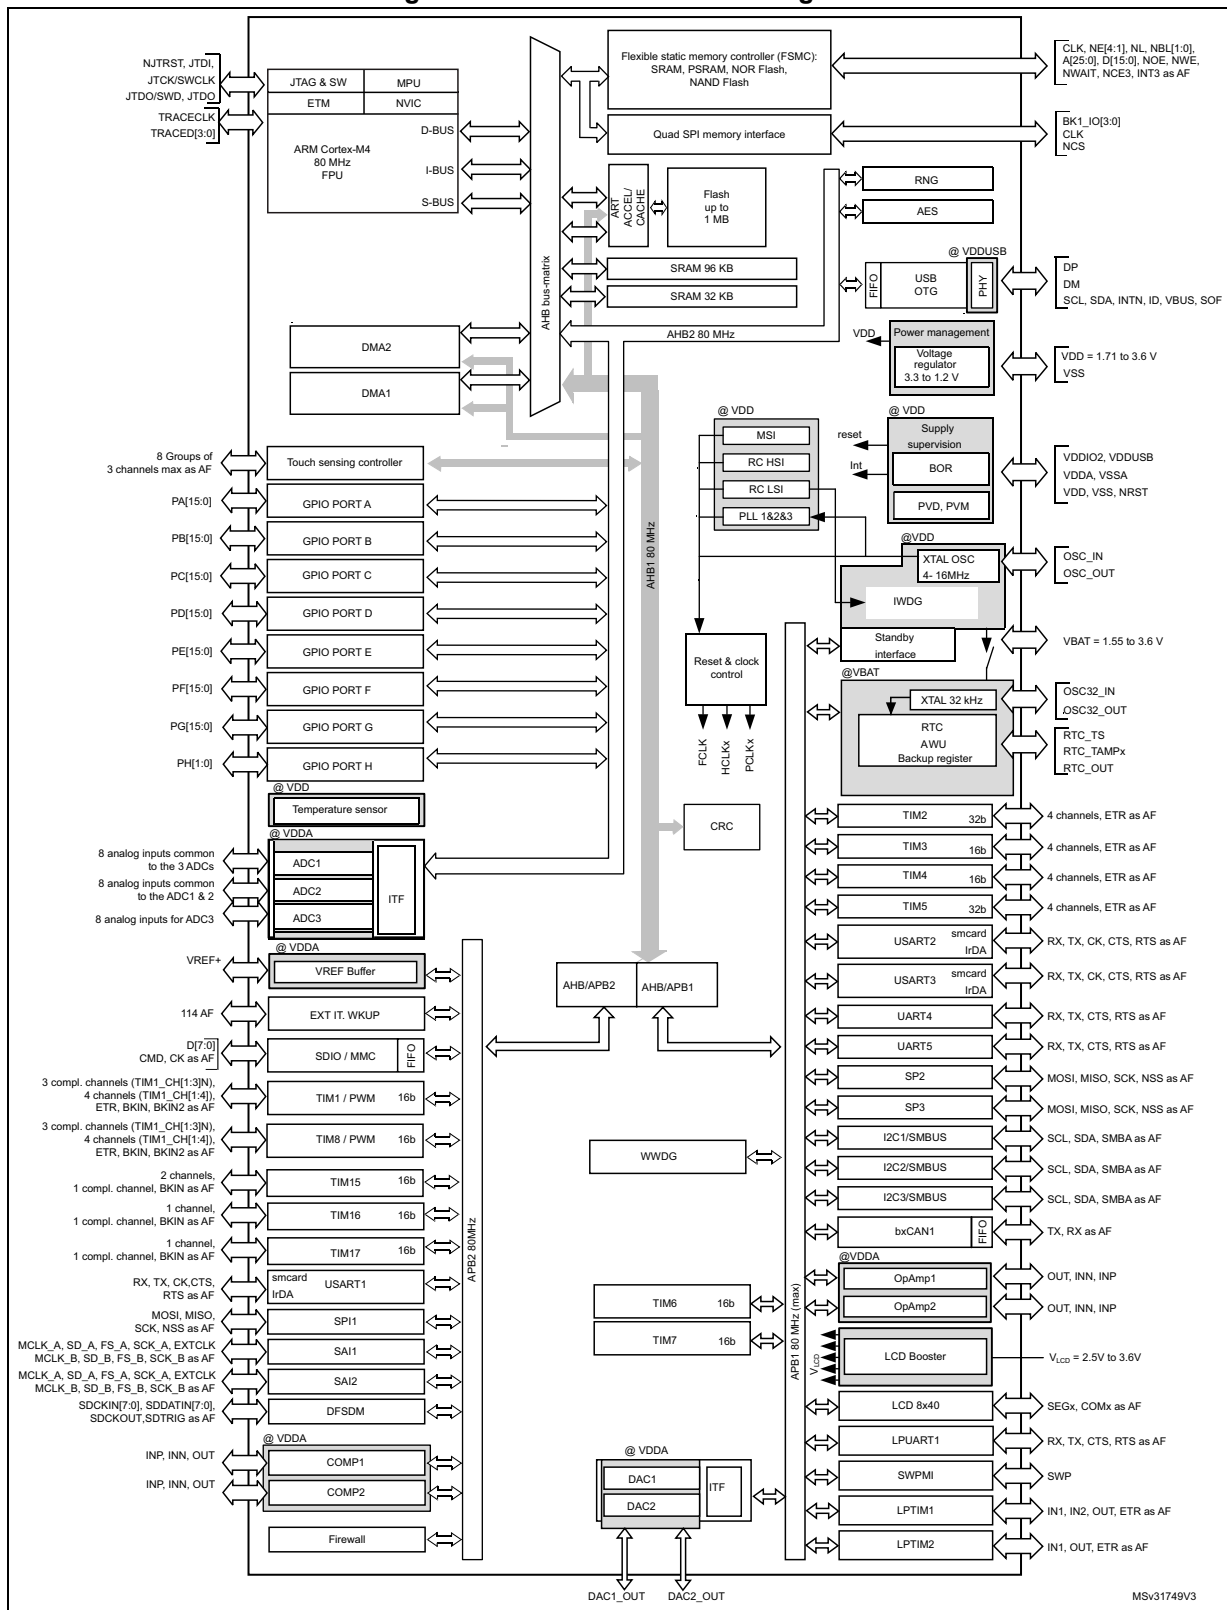 NJTRST, JTDI,
JTCK/SWCLK
JTDO/SWD, JTDO
TRACECLK
TRACED[3:0]
JTAG & SW
MPU
ETM
NVIC
ARM Cortex-M4
80 MHz
FPU
D-BUS
I-BUS
S-BUS
AHB bus-matrix
Flexible static memory controller (FSMC):
SRAM, PSRAM, NOR Flash,
NAND Flash
CLK, NE[4:1], NL, NBL[1:0],
A[25:0], D[15:0], NOE, NWE,
NWAIT, NCE3, INT3 as AF
Quad SPI memory interface
BK1_IO[3:0]
CLK
NCS
ART
ACCEL/
CACHE
Flash
up to
1 MB
RNG
AES
SRAM 96 KB
SRAM 32 KB
@ VDDUSB
FIFO
USB
OTG
PHY
DP
DM
SCL, SDA, INTN, ID, VBUS, SOF
AHB2 80 MHz
DMA2
DMA1
VDD
Power management
Voltage
regulator
3.3 to 1.2 V
VDD = 1.71 to 3.6 V
VSS
@ VDD
MSI
RC HSI
RC LSI
PLL 1&2&3
@ VDD
reset
Int
Supply
supervision
BOR
PVD, PVM
VDDIO2, VDDUSB
VDDA, VSSA
VDD, VSS, NRST
8 Groups of
3 channels max as AF
Touch sensing controller
PA[15:0]
GPIO PORT A
PB[15:0]
GPIO PORT B
PC[15:0]
GPIO PORT C
PD[15:0]
GPIO PORT D
PE[15:0]
GPIO PORT E
PF[15:0]
GPIO PORT F
PG[15:0]
GPIO PORT G
PH[1:0]
GPIO PORT H
AHB1 80 MHz
@VDD
XTAL OSC
4- 16MHz
IWDG
OSC_IN
OSC_OUT
Standby
interface
VBAT = 1.55 to 3.6 V
Reset & clock
control
FCLK
HCLKx
PCLKx
@VBAT
XTAL 32 kHz
RTC
AWU
Backup register
OSC32_IN
OSC32_OUT
RTC_TS
RTC_TAMPx
RTC_OUT
@ VDD
Temperature sensor
@ VDDA
8 analog inputs common
to the 3 ADCs
8 analog inputs common
to the ADC1 & 2
8 analog inputs for ADC3
ADC1
ADC2
ADC3
ITF
CRC
@ VDDA
VREF+
VREF Buffer
AHB/APB2
AHB/APB1
114 AF
EXT IT. WKUP
D[7:0]
CMD, CK as AF
SDIO / MMC
FIFO
3 compl. channels (TIM1_CH[1:3]N),
4 channels (TIM1_CH[1:4]),
ETR, BKIN, BKIN2 as AF
TIM1 / PWM
16b
3 compl. channels (TIM1_CH[1:3]N),
4 channels (TIM1_CH[1:4]),
ETR, BKIN, BKIN2 as AF
TIM8 / PWM
16b
2 channels,
1 compl. channel, BKIN as AF
TIM15
16b
1 channel,
1 compl. channel, BKIN as AF
TIM16
16b
1 channel,
1 compl. channel, BKIN as AF
TIM17
16b
RX, TX, CK,CTS,
RTS as AF
smcard
IrDA
USART1
MOSI, MISO,
SCK, NSS as AF
SPI1
MCLK_A, SD_A, FS_A, SCK_A, EXTCLK
MCLK_B, SD_B, FS_B, SCK_B as AF
SAI1
MCLK_A, SD_A, FS_A, SCK_A, EXTCLK
MCLK_B, SD_B, FS_B, SCK_B as AF
SAI2
SDCKIN[7:0], SDDATIN[7:0],
SDCKOUT,SDTRIG as AF
DFSDM
@ VDDA
INP, INN, OUT
COMP1
INP, INN, OUT
COMP2
Firewall
APB2 80MHz
WWDG
TIM6
16b
TIM7
16b
@ VDDA
DAC1
DAC2
ITF
DAC1_OUT
DAC2_OUT
APB1 80 MHz (max)
TIM2
32b
4 channels, ETR as AF
TIM3
16b
4 channels, ETR as AF
TIM4
16b
4 channels, ETR as AF
TIM5
32b
4 channels, ETR as AF
USART2
smcard
IrDA
RX, TX, CK, CTS, RTS as AF
USART3
smcard
IrDA
RX, TX, CK, CTS, RTS as AF
UART4
RX, TX, CTS, RTS as AF
UART5
RX, TX, CTS, RTS as AF
SP2
MOSI, MISO, SCK, NSS as AF
SP3
MOSI, MISO, SCK, NSS as AF
I2C1/SMBUS
SCL, SDA, SMBA as AF
I2C2/SMBUS
SCL, SDA, SMBA as AF
I2C3/SMBUS
SCL, SDA, SMBA as AF
bxCAN1
FIFO
TX, RX as AF
@VDDA
OpAmp1
OUT, INN, INP
OpAmp2
OUT, INN, INP
VLCD
LCD Booster
VLCD = 2.5V to 3.6V
LCD 8x40
SEGx, COMx as AF
LPUART1
RX, TX, CTS, RTS as AF
SWPMI
SWP
LPTIM1
IN1, IN2, OUT, ETR as AF
LPTIM2
IN1, OUT, ETR as AF
MSv31749V3